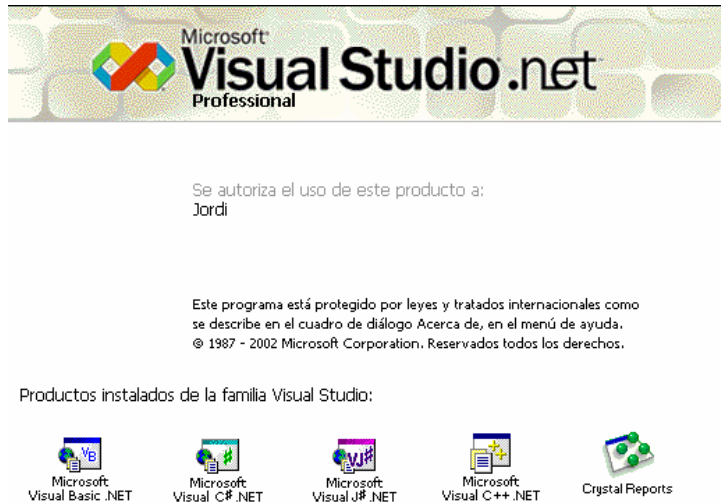 Microsoft
Visual Studio .net
Professional
Se autoriza el uso de este producto a:
Jordi
Este programa está protegido por leyes y tratados internacionales como
se describe en el cuadro de diálogo Acerca de, en el menú de ayuda.
© 1987 - 2002 Microsoft Corporation. Reservados todos los derechos.
Productos instalados de la familia Visual Studio:
VB
Microsoft
Visual Basic .NET
#
Microsoft
Visual C# .NET
VJ#
Microsoft
Visual J# .NET
++
Microsoft
Visual C++ .NET
Crystal Reports